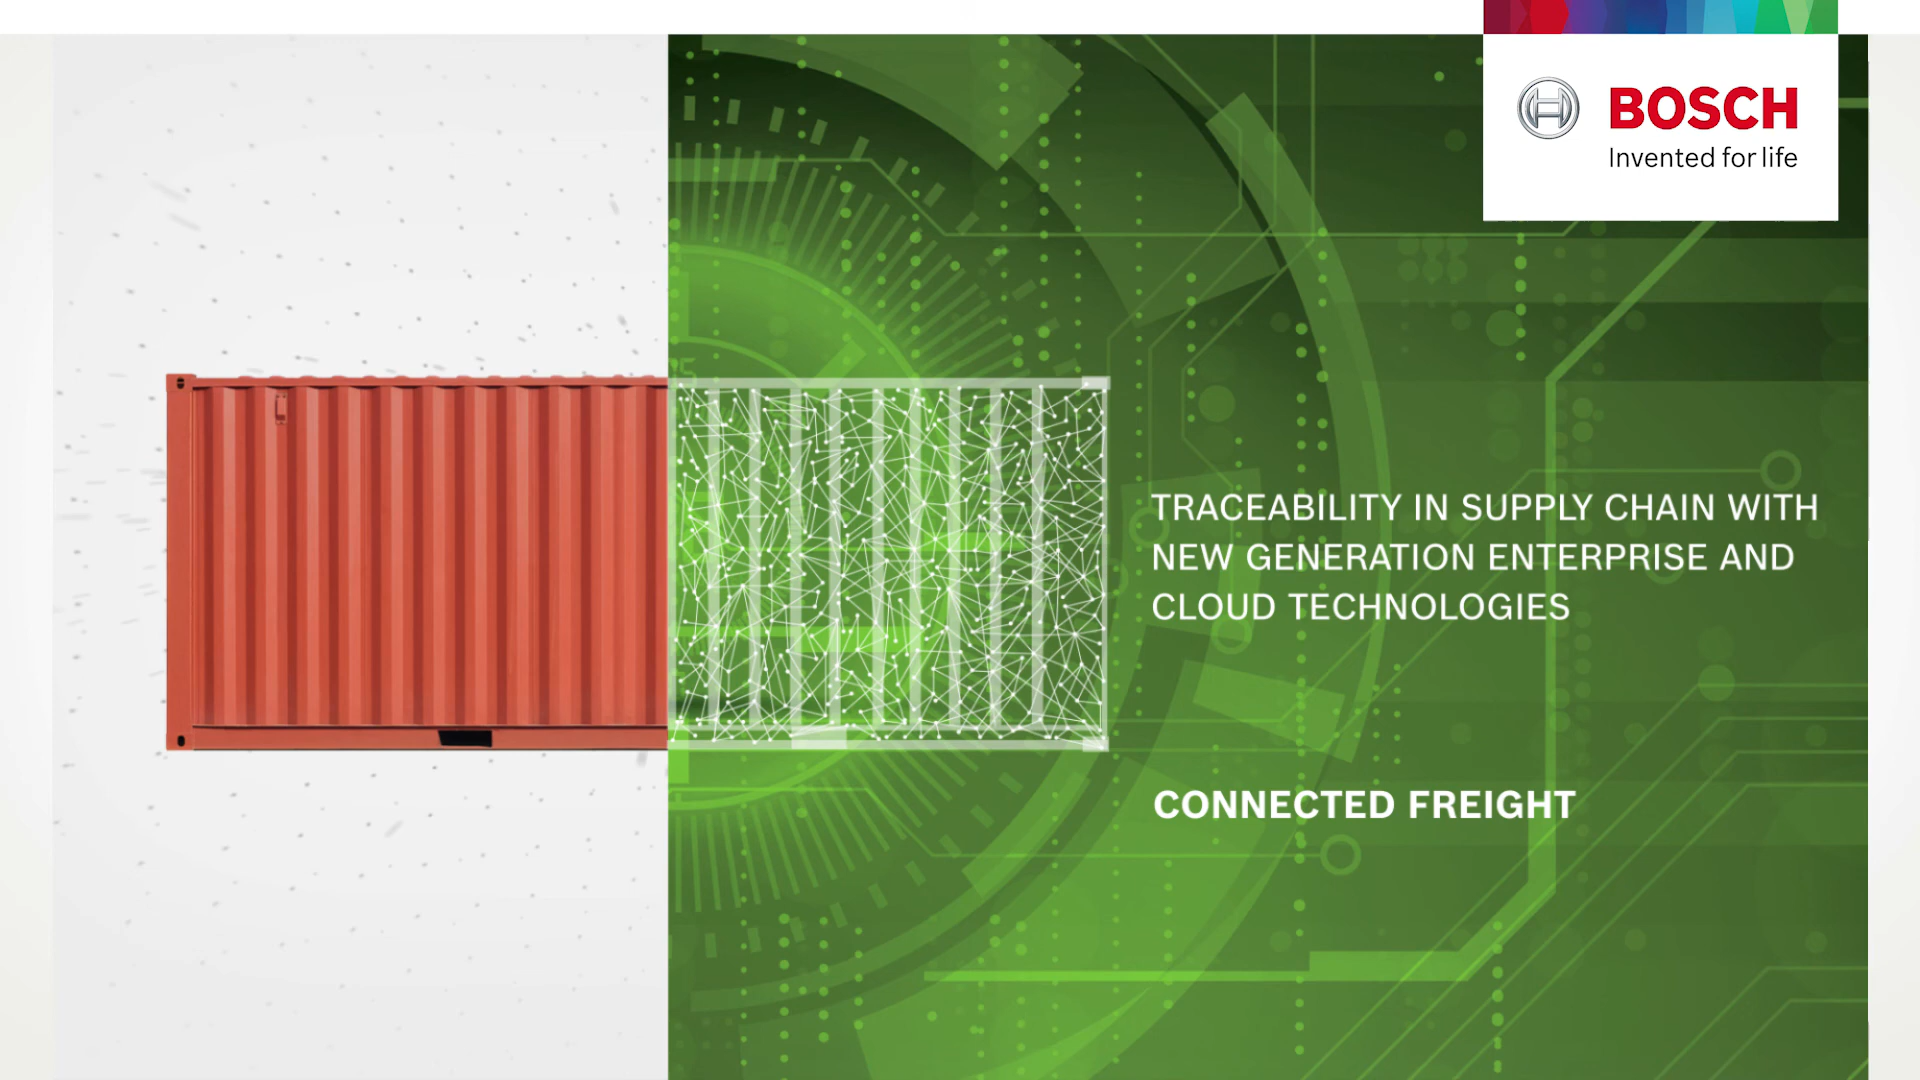 BOSCH
Invented for life
TRACEABILITY IN SUPPLY CHAIN WITH
NEW GENERATION ENTERPRISE AND
CLOUD TECHNOLOGIES
CONNECTED FREIGHT